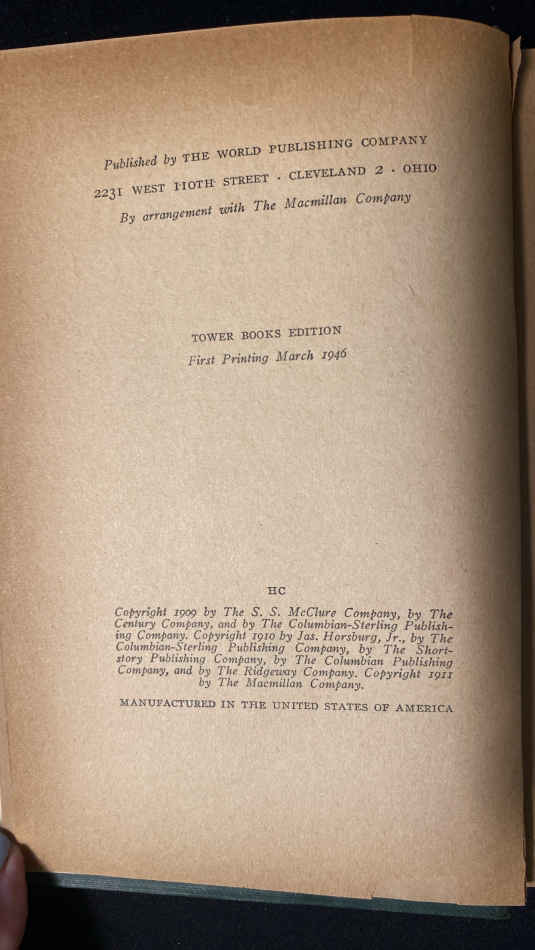 Published by THE WORLD PUBLISHING COMPANY
2231 WEST 110TH STREET · CLEVELAND 2 · OHIO
By arrangement with The Macmillan Company
TOWER BOOKS EDITION
First Printing March 1946
HC
Copyright 1909 by The S. S. McClure Company, by The
Century Company, and by The Columbian-Sterling Publish-
ing Company. Copyright 1910 by Jas. Horsburg, Jr., by The
Columbian-Sterling Publishing Company, by The Short-
story Publishing Company, by The Columbian Publishing
Company, and by The Ridgeway Company. Copyright 1911
by The Macmillan Company.
MANUFACTURED IN THE UNITED STATES OF AMERICA